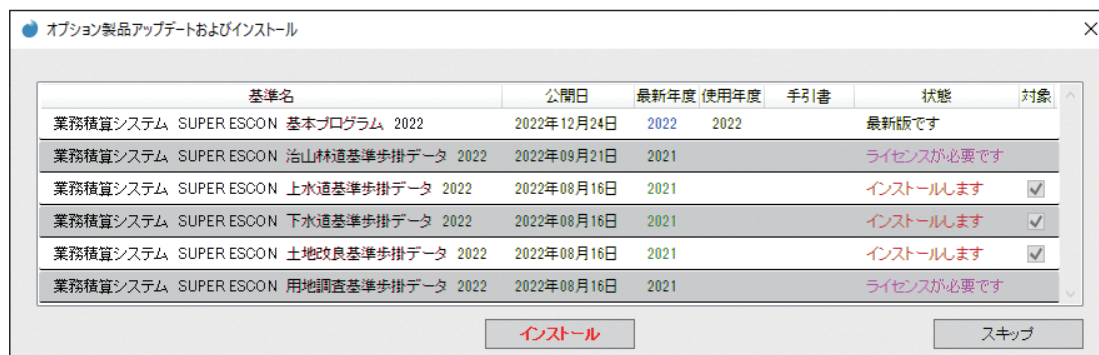 オプション製品アップデートおよびインストール
基準名 公開日 最新年度 使用年度 手引書 状態 対象
業務積算システム SUPER ESCON 基本プログラム 2022 2022年12月24日 2022 2022 最新版です
業務積算システム SUPER ESCON 治山林道基準歩掛データ 2022 2022年09月21日 2021 ライセンスが必要です
業務積算システム SUPER ESCON 上水道基準歩掛データ 2022 2022年08月16日 2021 インストールします
業務積算システム SUPER ESCON 下水道基準歩掛データ 2022 2022年08月16日 2021 インストールします
業務積算システム SUPER ESCON 土地改良基準歩掛データ 2022 2022年08月16日 2021 インストールします
業務積算システム SUPER ESCON 用地調査基準歩掛データ 2022 2022年08月16日 2021 ライセンスが必要です
インストール スキップ